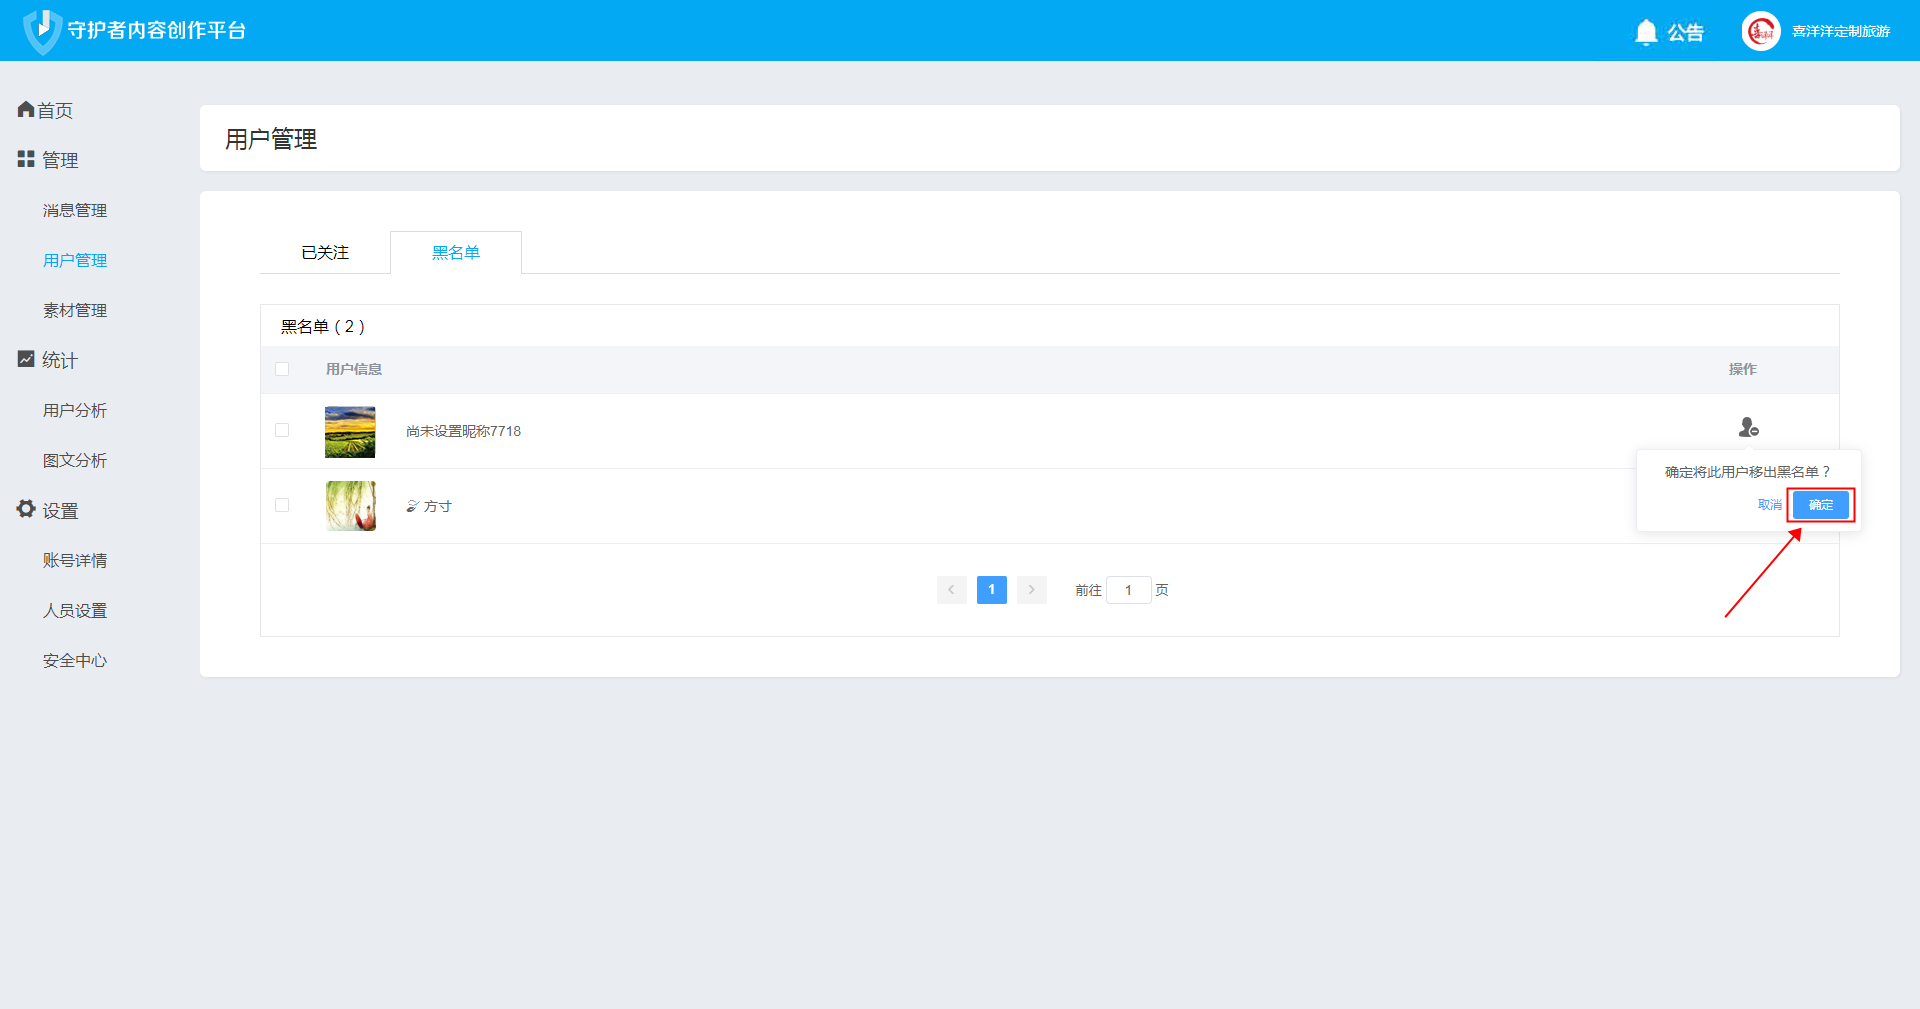 守护者内容创作平台
公告
喜洋洋定制旅游
首页
管理
消息管理
用户管理
素材管理
统计
用户分析
图文分析
设置
账号详情
人员设置
安全中心
用户管理
已关注
黑名单
黑名单（2）
用户信息
操作
尚未设置昵称7718
方寸
确定将此用户移出黑名单？
取消
确定
1
前往 1 页